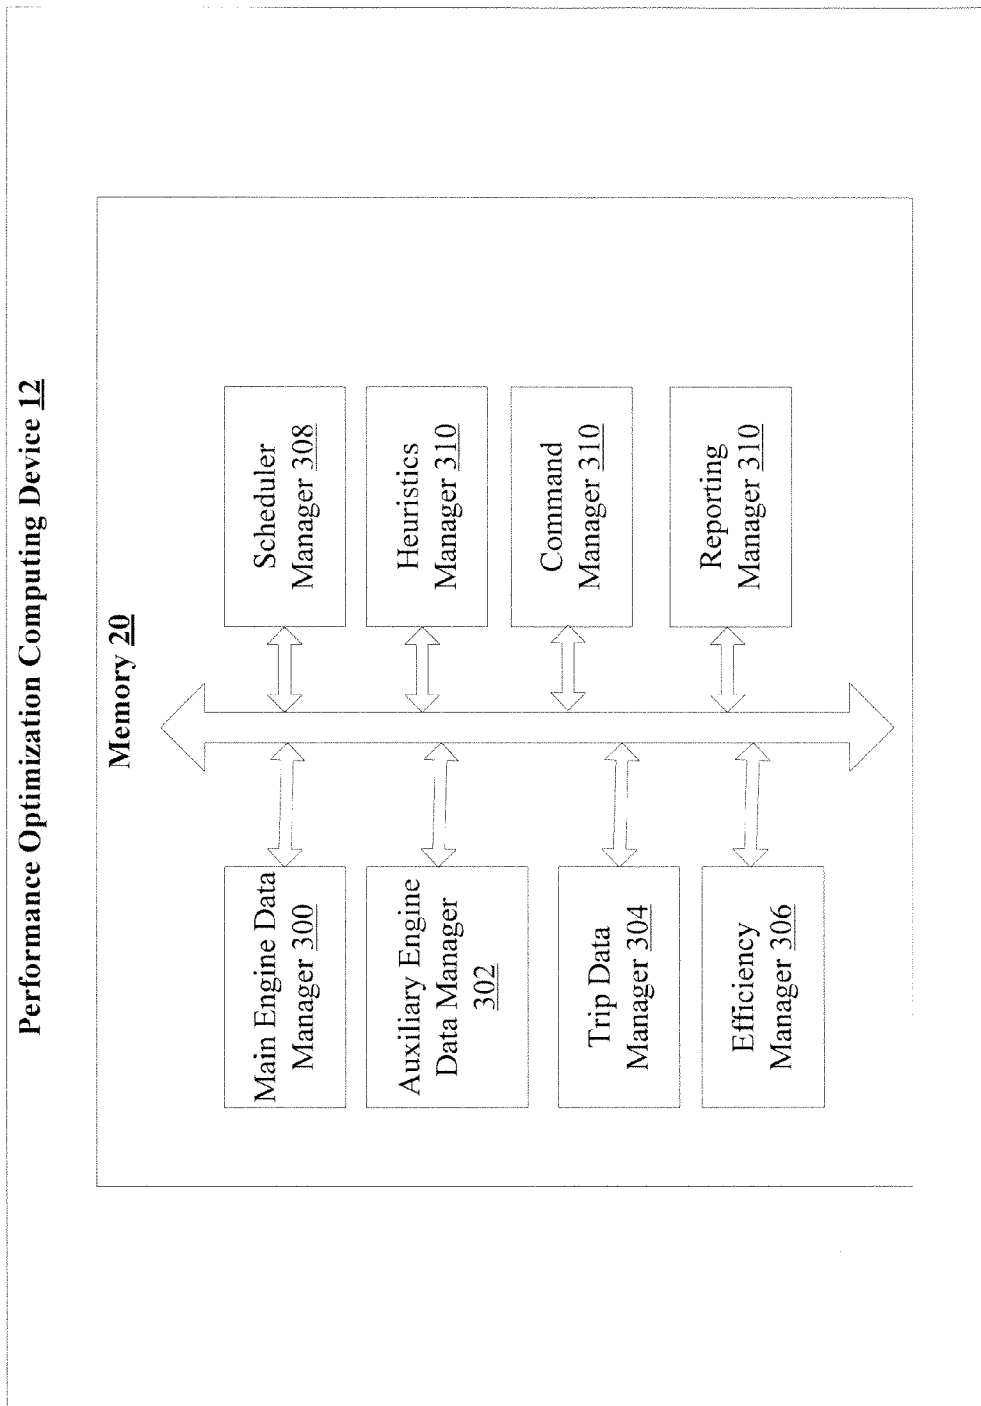 Performance Optimization Computing Device 12
Memory 20
Main Engine Data
Manager 300
Auxiliary Engine
Data Manager
302
Trip Data
Manager 304
Efficiency
Manager 306
Scheduler
Manager 308
Heuristics
Manager 310
Command
Manager 310
Reporting
Manager 310